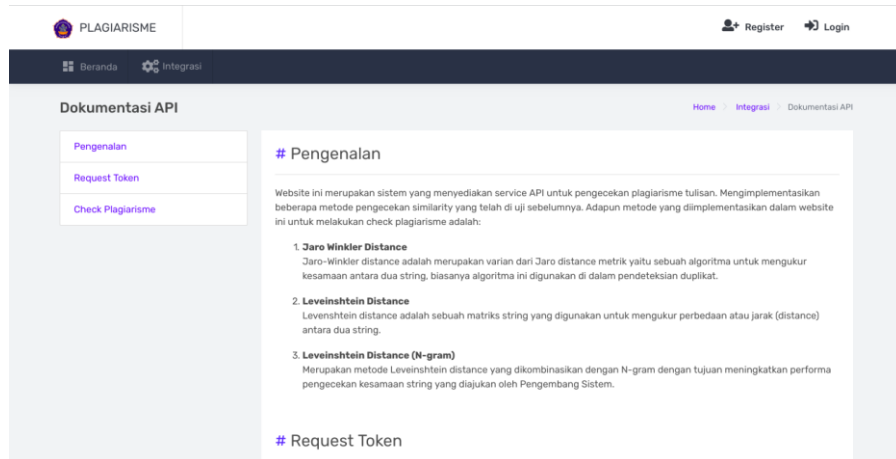 PLAGIARISME
Register
Login
Beranda
Integrasi
Dokumentasi API
Home > Integrasi > Dokumentasi API
Pengenalan
Request Token
Check Plagiarisme
# Pengenalan
Website ini merupakan sistem yang menyediakan service API untuk pengecekan plagiarisme tulisan. Mengimplementasikan
beberapa metode pengecekan similarity yang telah di uji sebelumnya. Adapun metode yang diimplementasikan dalam website
ini untuk melakukan check plagiarisme adalah:
1. Jaro Winkler Distance
Jaro-Winkler distance adalah merupakan varian dari Jaro distance metrik yaitu sebuah algoritma untuk mengukur
kesamaan antara dua string, biasanya algoritma ini digunakan di dalam pendeteksian duplikat.
2. Leveinshtein Distance
Levenshtein distance adalah sebuah matriks string yang digunakan untuk mengukur perbedaan atau jarak (distance)
antara dua string.
3. Leveinshtein Distance (N-gram)
Merupakan metode Leveinshtein distance yang dikombinasikan dengan N-gram dengan tujuan meningkatkan performa
pengecekan kesamaan string yang diajukan oleh Pengembang Sistem.
# Request Token